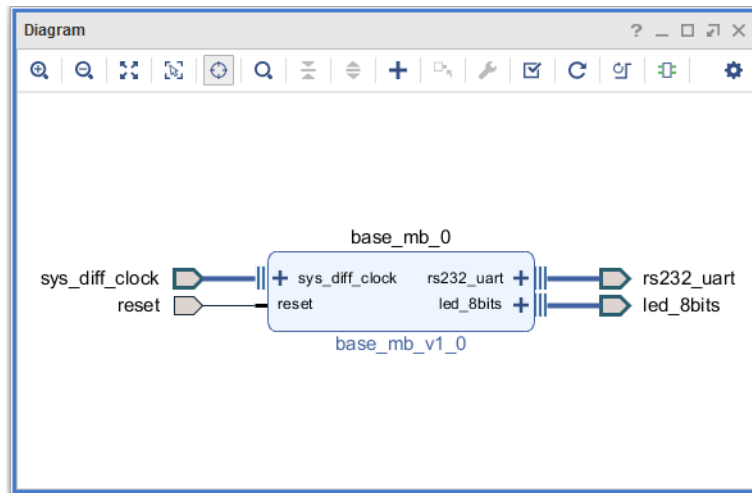 Diagram
base_mb_0
sys_diff_clock sys_diff_clock rs232_uart rs232_uart
reset reset led_8bits led_8bits
base_mb_v1_0